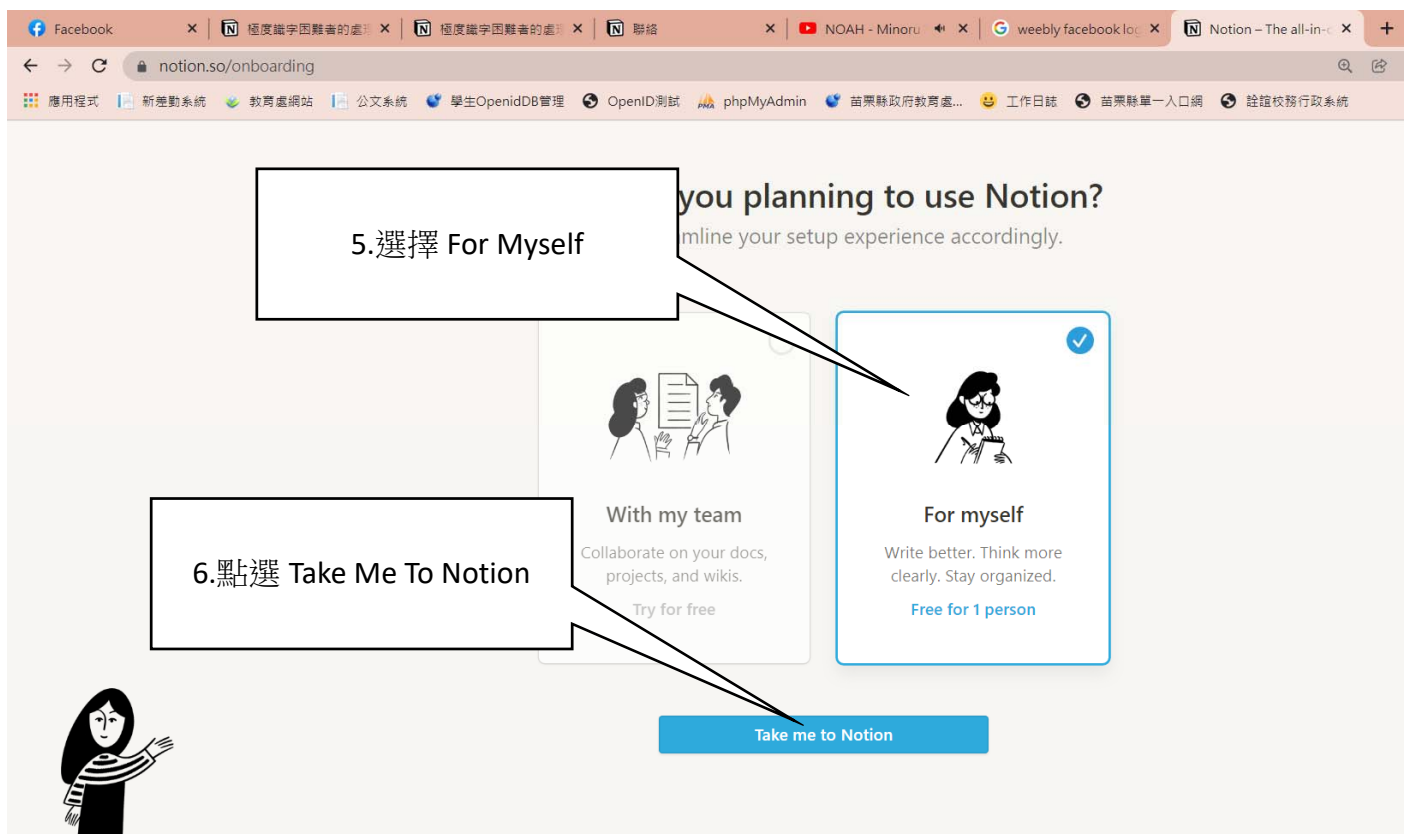 Facebook
極度識字困難者的處
極度識字困難者的處
聯絡
NOAH - Minoru
weebly facebook log
Notion – The all-in-o
notion.so/onboarding
應用程式
新差勤系統
教育處網站
公文系統
學生OpenidDB管理
OpenID測試
phpMyAdmin
苗栗縣政府教育處...
工作日誌
苗栗縣單一入口網
詮誼校務行政系統
you planning to use Notion?
mline your setup experience accordingly.
5.選擇 For Myself
With my team
Collaborate on your docs,
projects, and wikis.
Try for free
For myself
Write better. Think more
clearly. Stay organized.
Free for 1 person
6.點選 Take Me To Notion
Take me to Notion